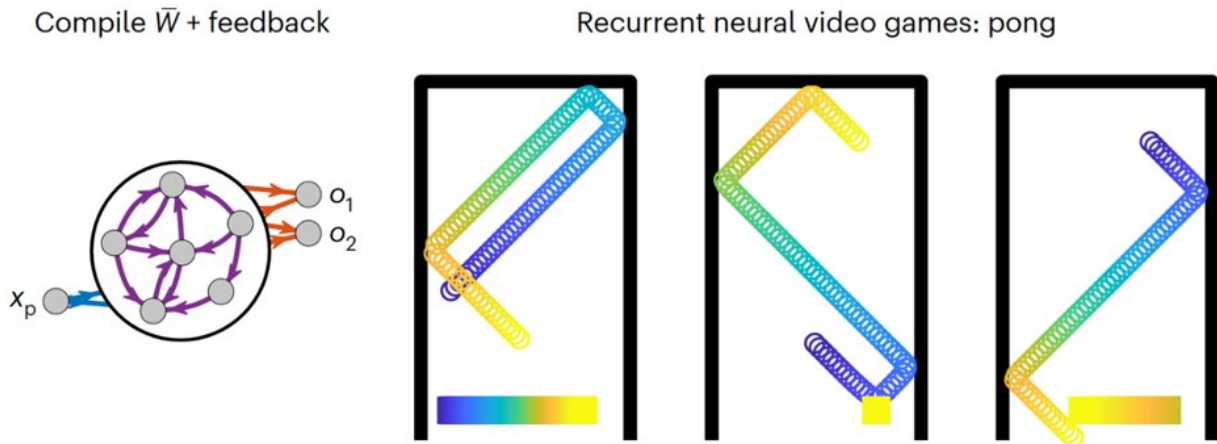 Compile W̅ + feedback
Recurrent neural video games: pong
o₁
o₂
xₚ